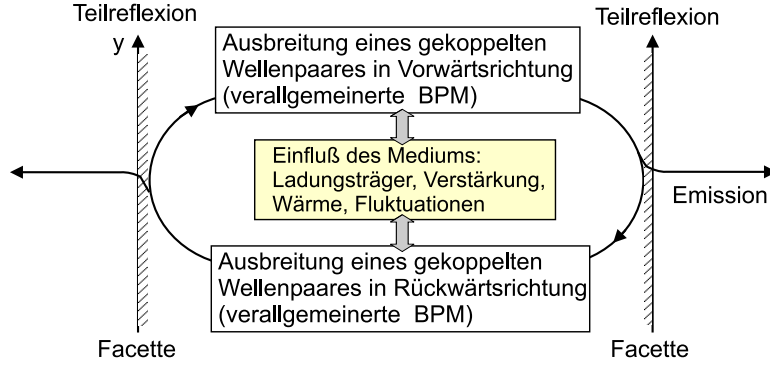 Teilreflexion
Teilreflexion
y
Ausbreitung eines gekoppelten
Wellenpaares in Vorwärtsrichtung
(verallgemeinerte BPM)
Einfluß des Mediums:
Ladungsträger, Verstärkung,
Wärme, Fluktuationen
Emission
Ausbreitung eines gekoppelten
Wellenpaares in Rückwärtsrichtung
(verallgemeinerte BPM)
Facette
Facette